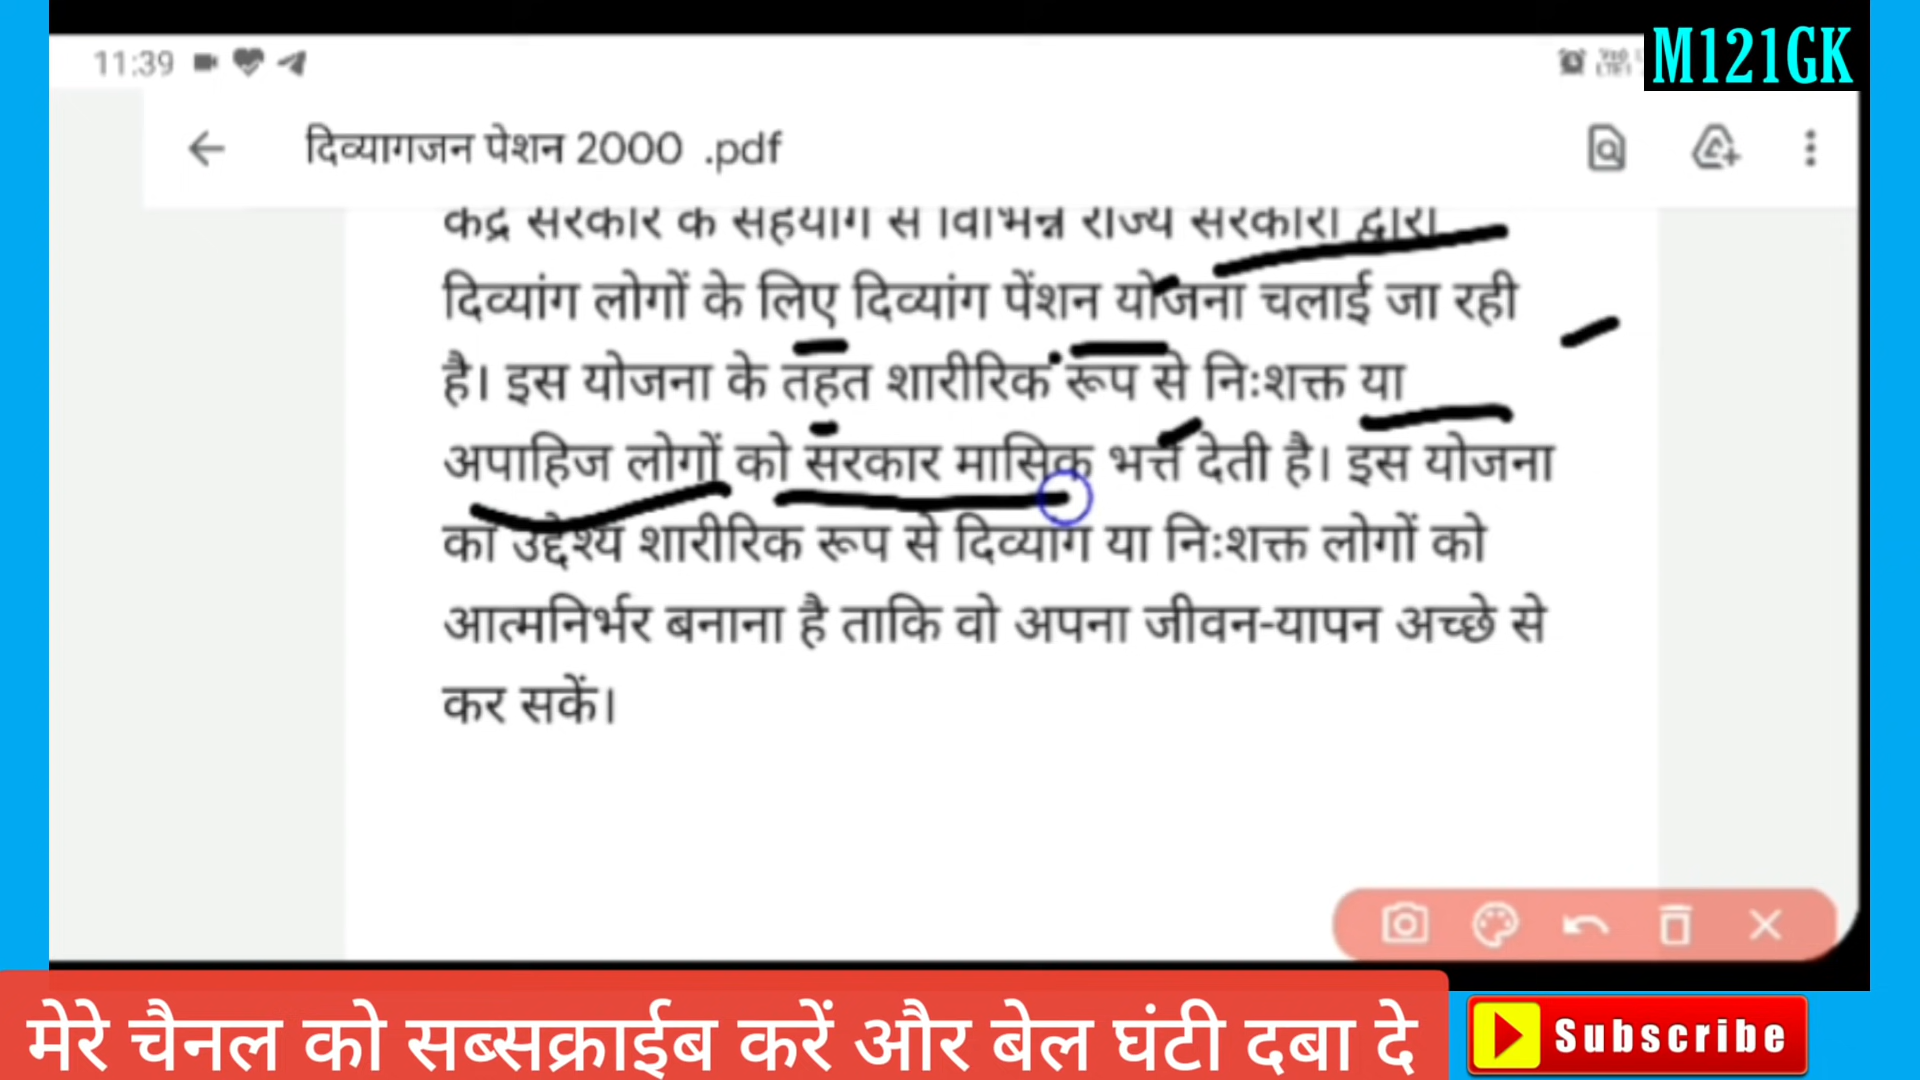 M121GK
11:39
दिव्यागजन पेशन 2000 .pdf
केंद्र सरकार के सहयोग से विभिन्न राज्य सरकारों द्वारा
दिव्यांग लोगों के लिए दिव्यांग पेंशन योजना चलाई जा रही
है। इस योजना के तहत शारीरिक रूप से निःशक्त या
अपाहिज लोगों को सरकार मासिक भत्त देती है। इस योजना
का उद्देश्य शारीरिक रूप से दिव्यांग या निःशक्त लोगों को
आत्मनिर्भर बनाना है ताकि वो अपना जीवन-यापन अच्छे से
कर सकें।
मेरे चैनल को सब्सक्राईब करें और बेल घंटी दबा दे
Subscribe